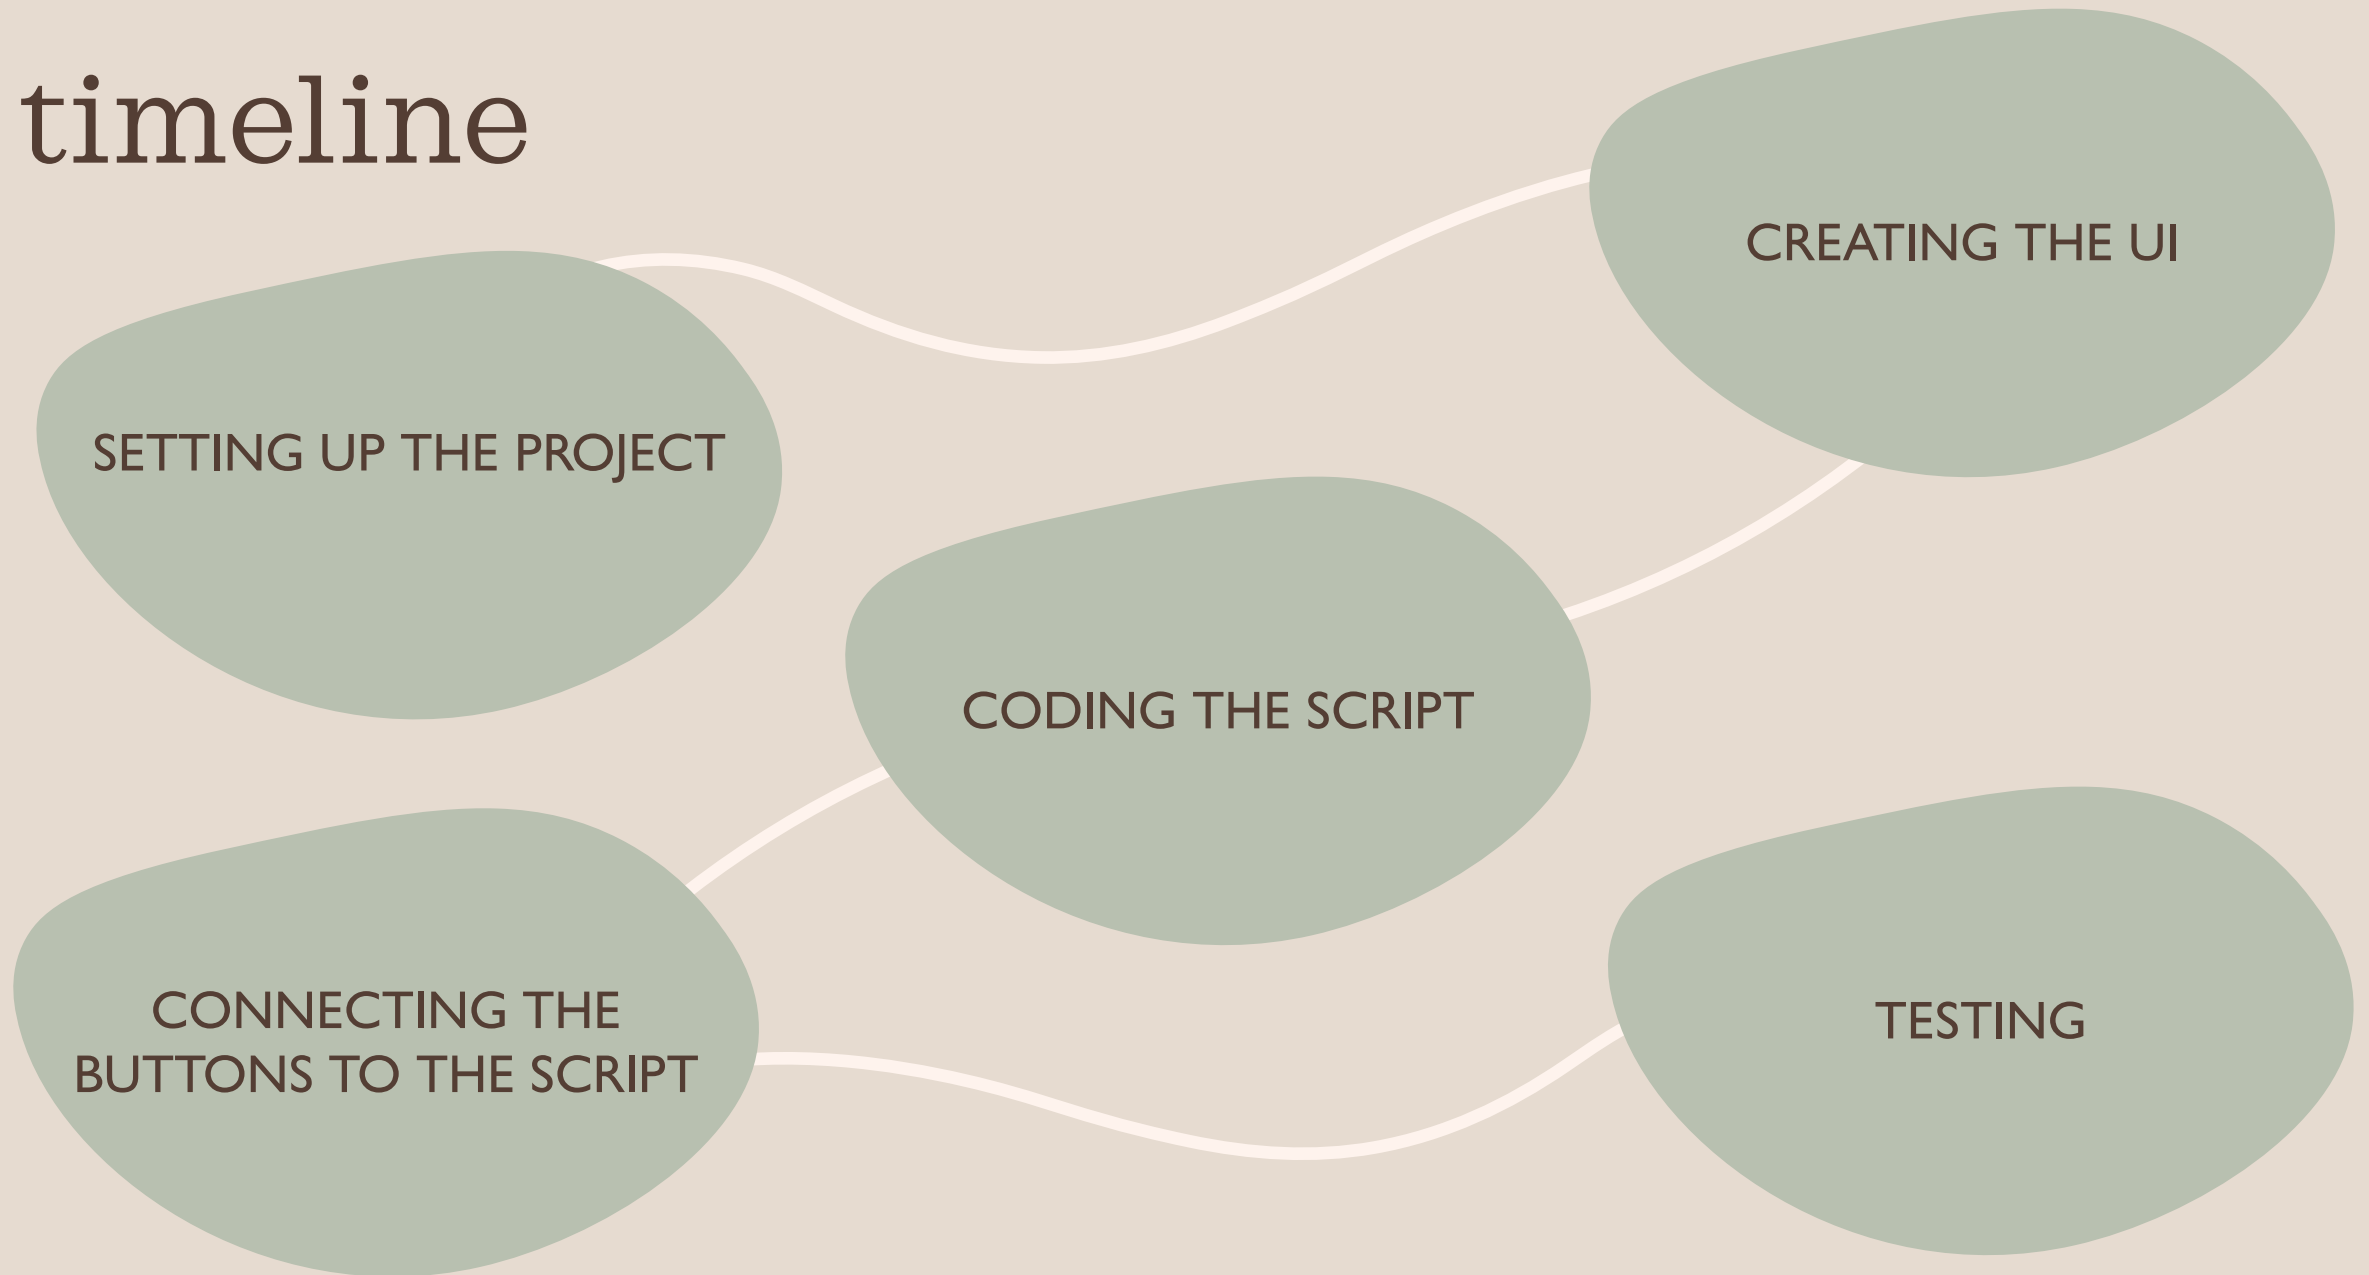 timeline
SETTING UP THE PROJECT
CREATING THE UI
CODING THE SCRIPT
CONNECTING THE
BUTTONS TO THE SCRIPT
TESTING